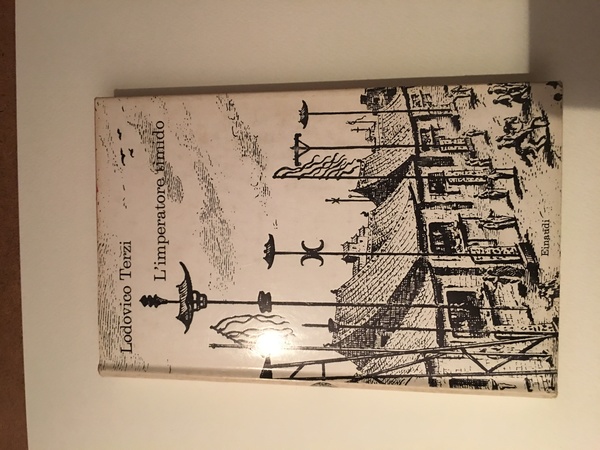 Lodovico Terzi
L'imperatore timido
Einaudi